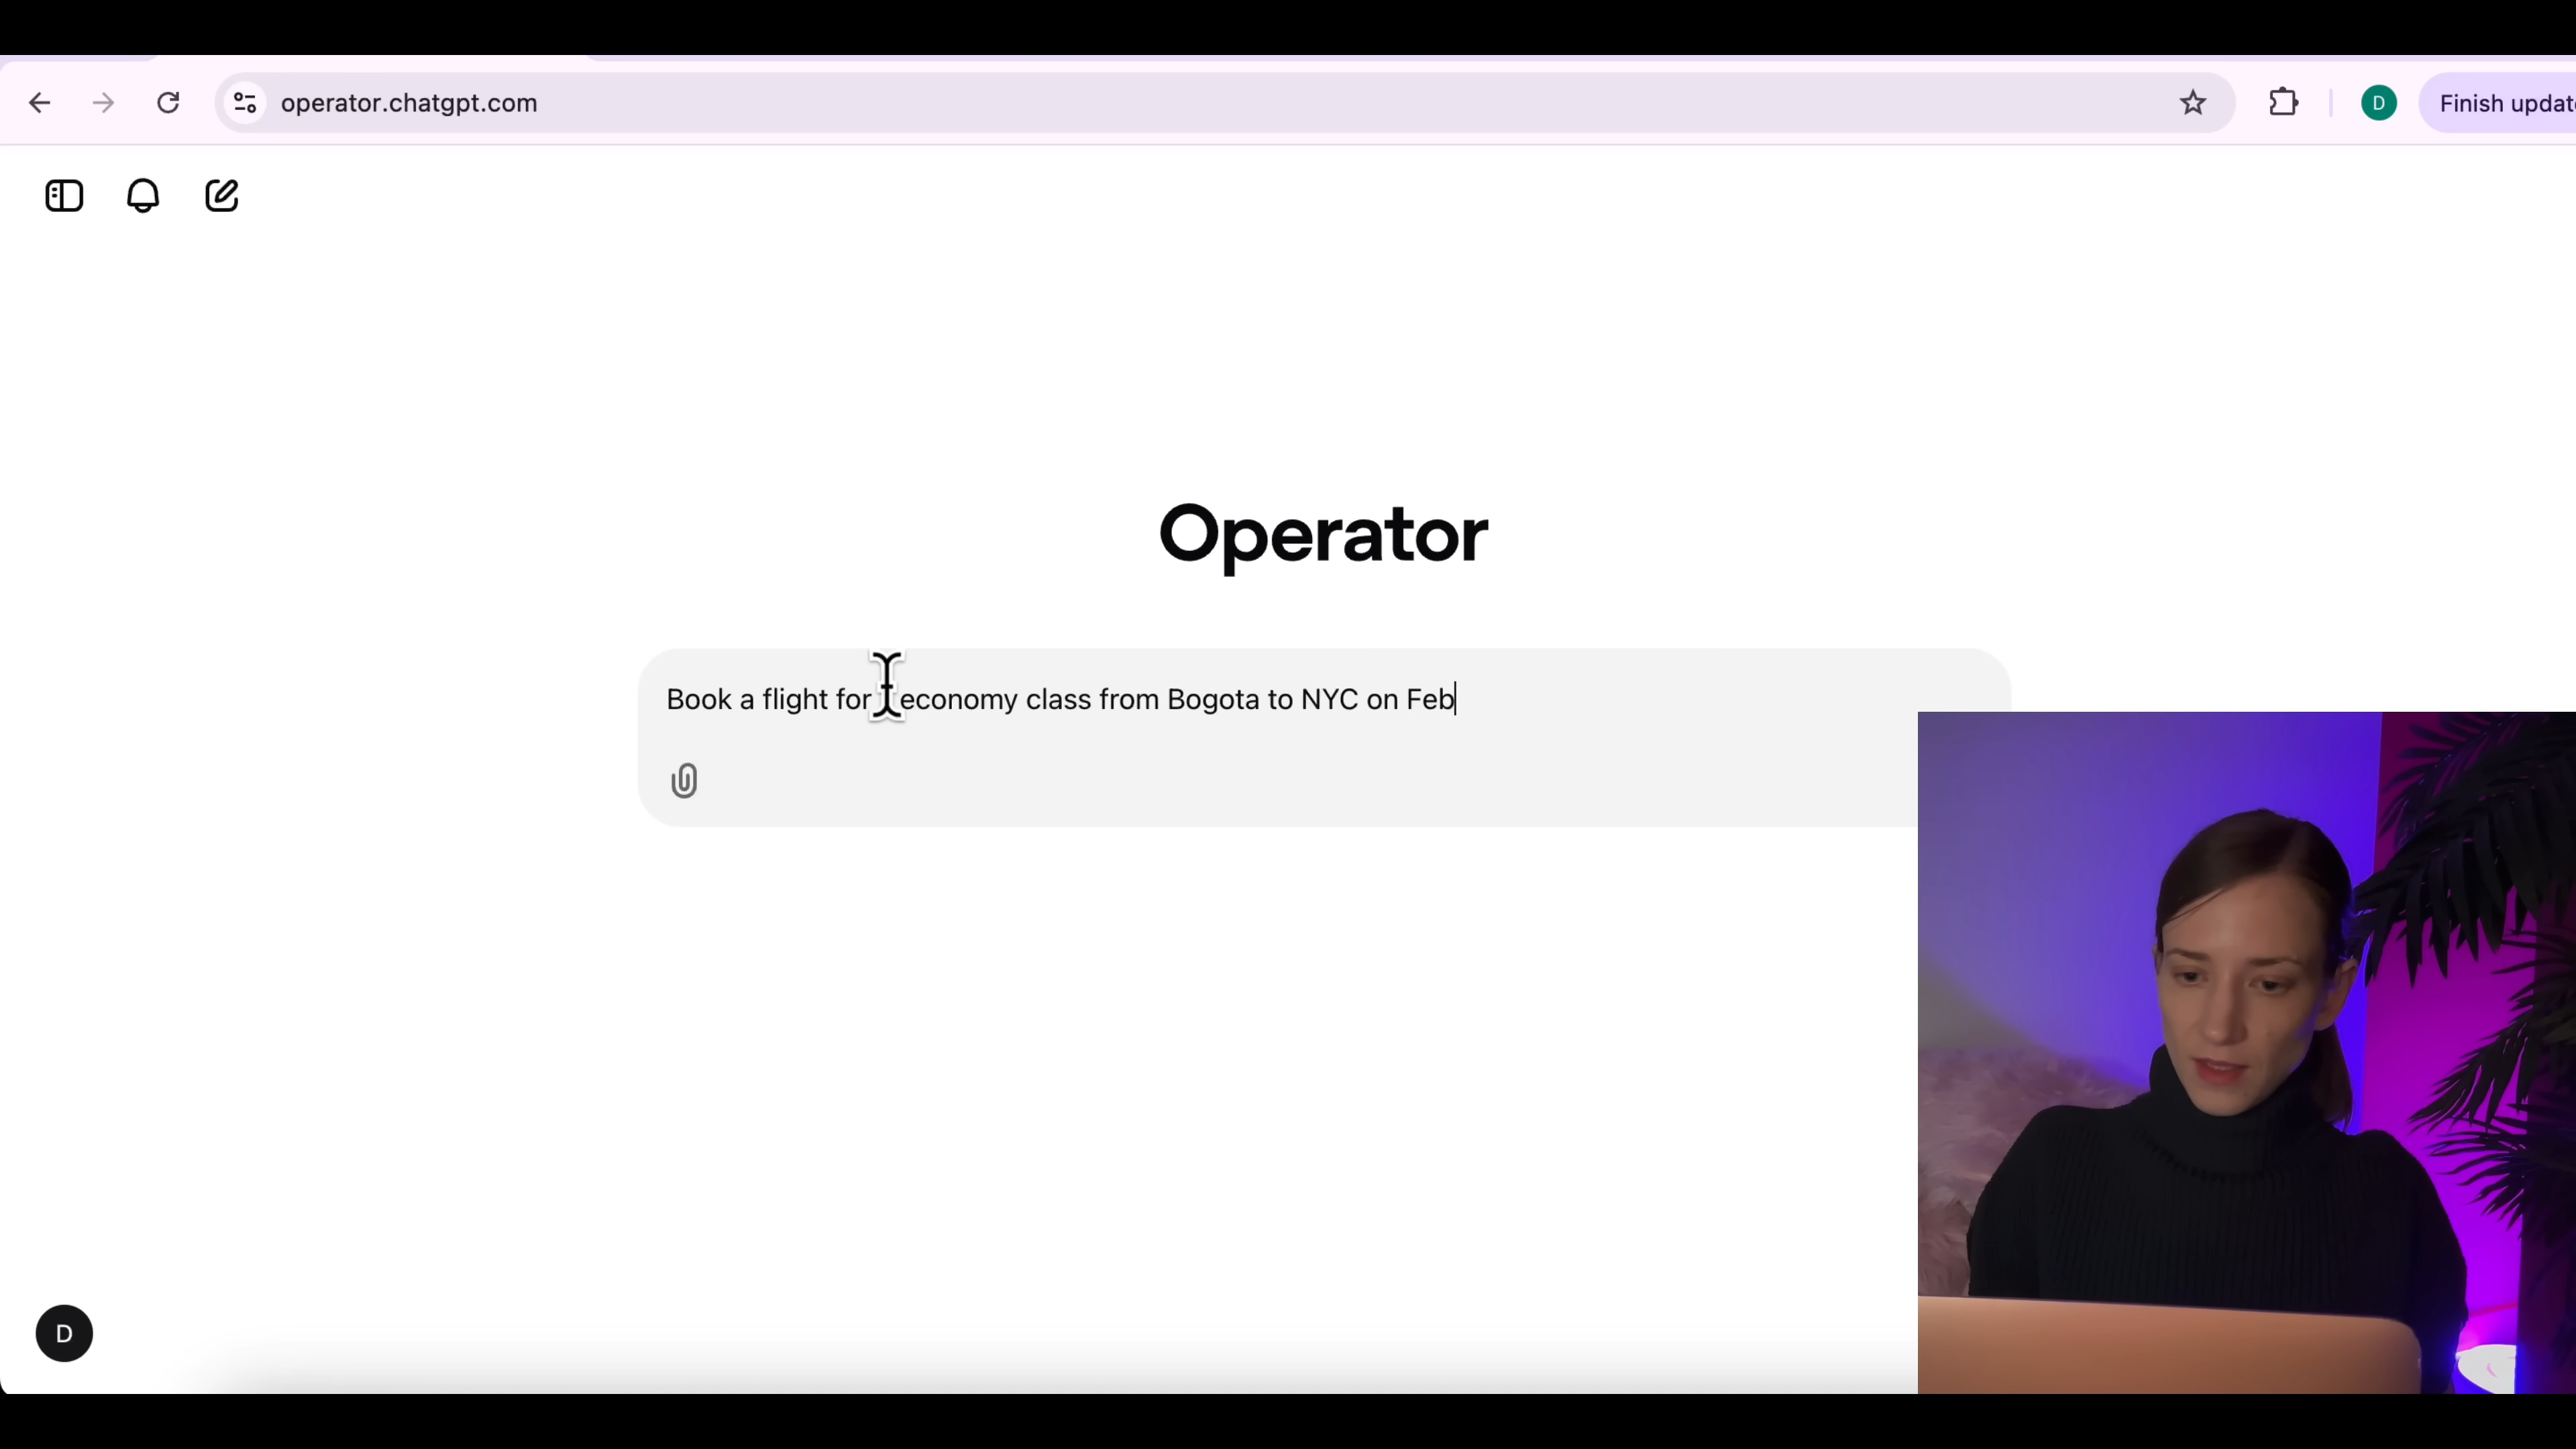 operator.chatgpt.com
D
Finish updat
Operator
Book a flight for economy class from Bogota to NYC on Feb
D